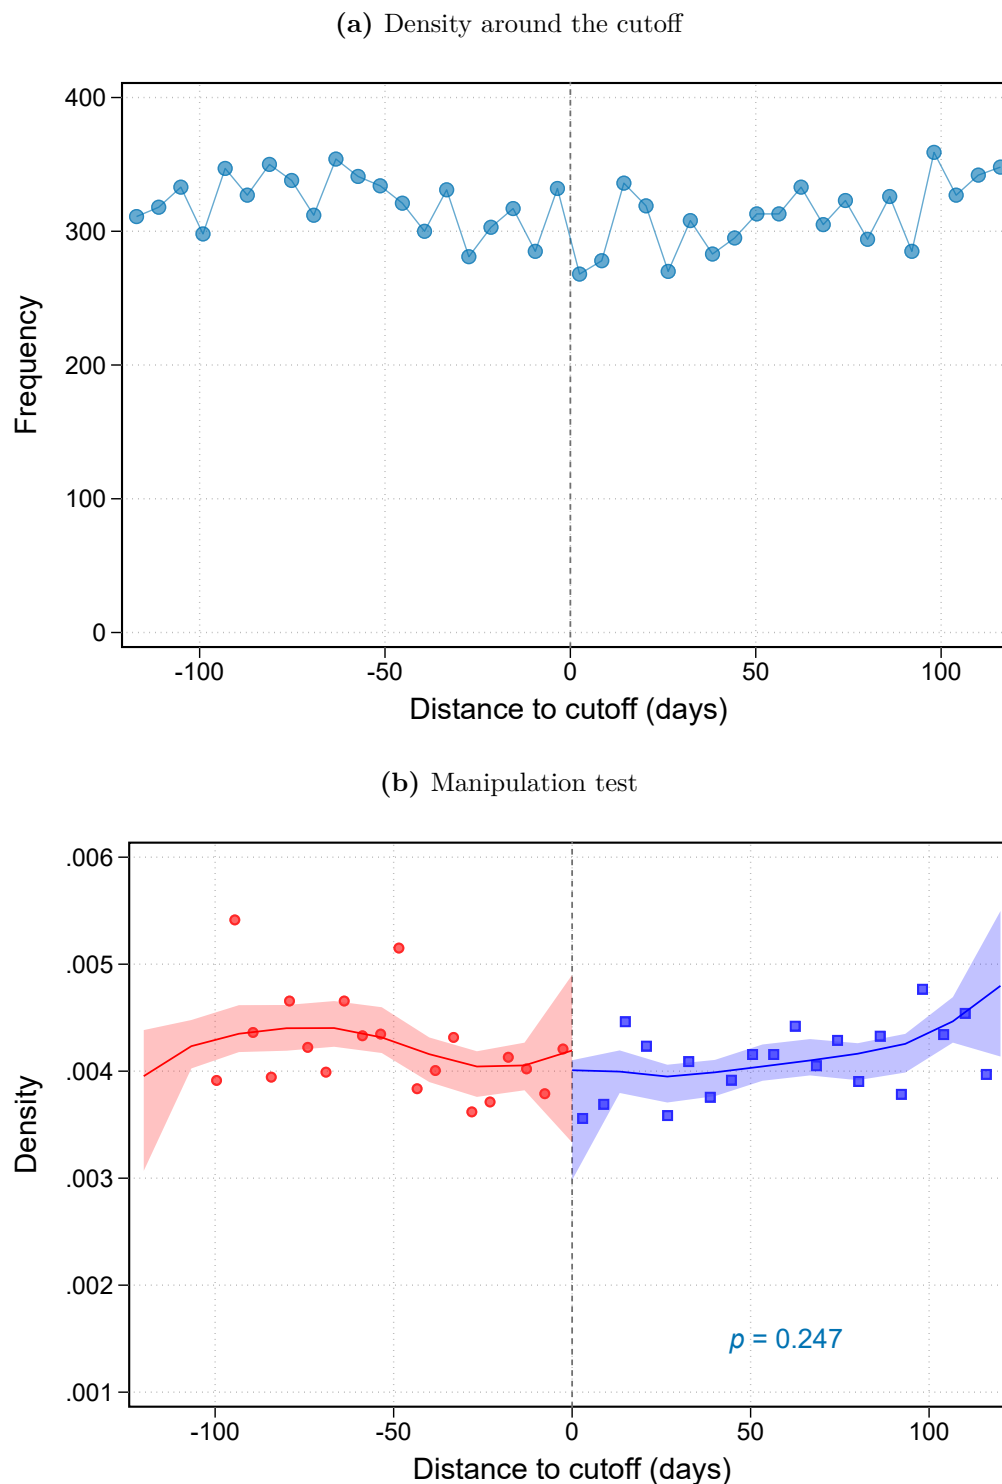 (a) Density around the cutoff
400
300
200
100
0
Frequency
-100 -50 0 50 100
Distance to cutoff (days)
(b) Manipulation test
.006
.005
.004
.003
.002
.001
Density
p = 0.247
-100 -50 0 50 100
Distance to cutoff (days)